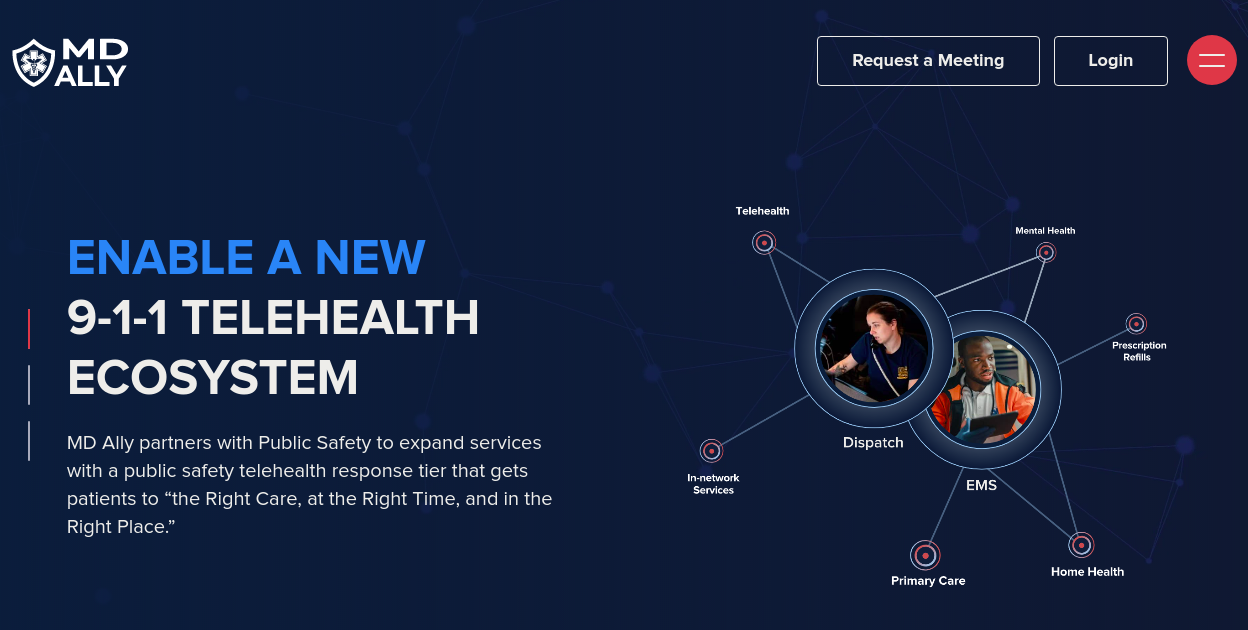 MD
ALLY
Request a Meeting
Login
ENABLE A NEW
9-1-1 TELEHEALTH
ECOSYSTEM
MD Ally partners with Public Safety to expand services
with a public safety telehealth response tier that gets
patients to “the Right Care, at the Right Time, and in the
Right Place.”
Telehealth
Mental Health
Prescription
Refills
Dispatch
In-network
Services
EMS
Primary Care
Home Health